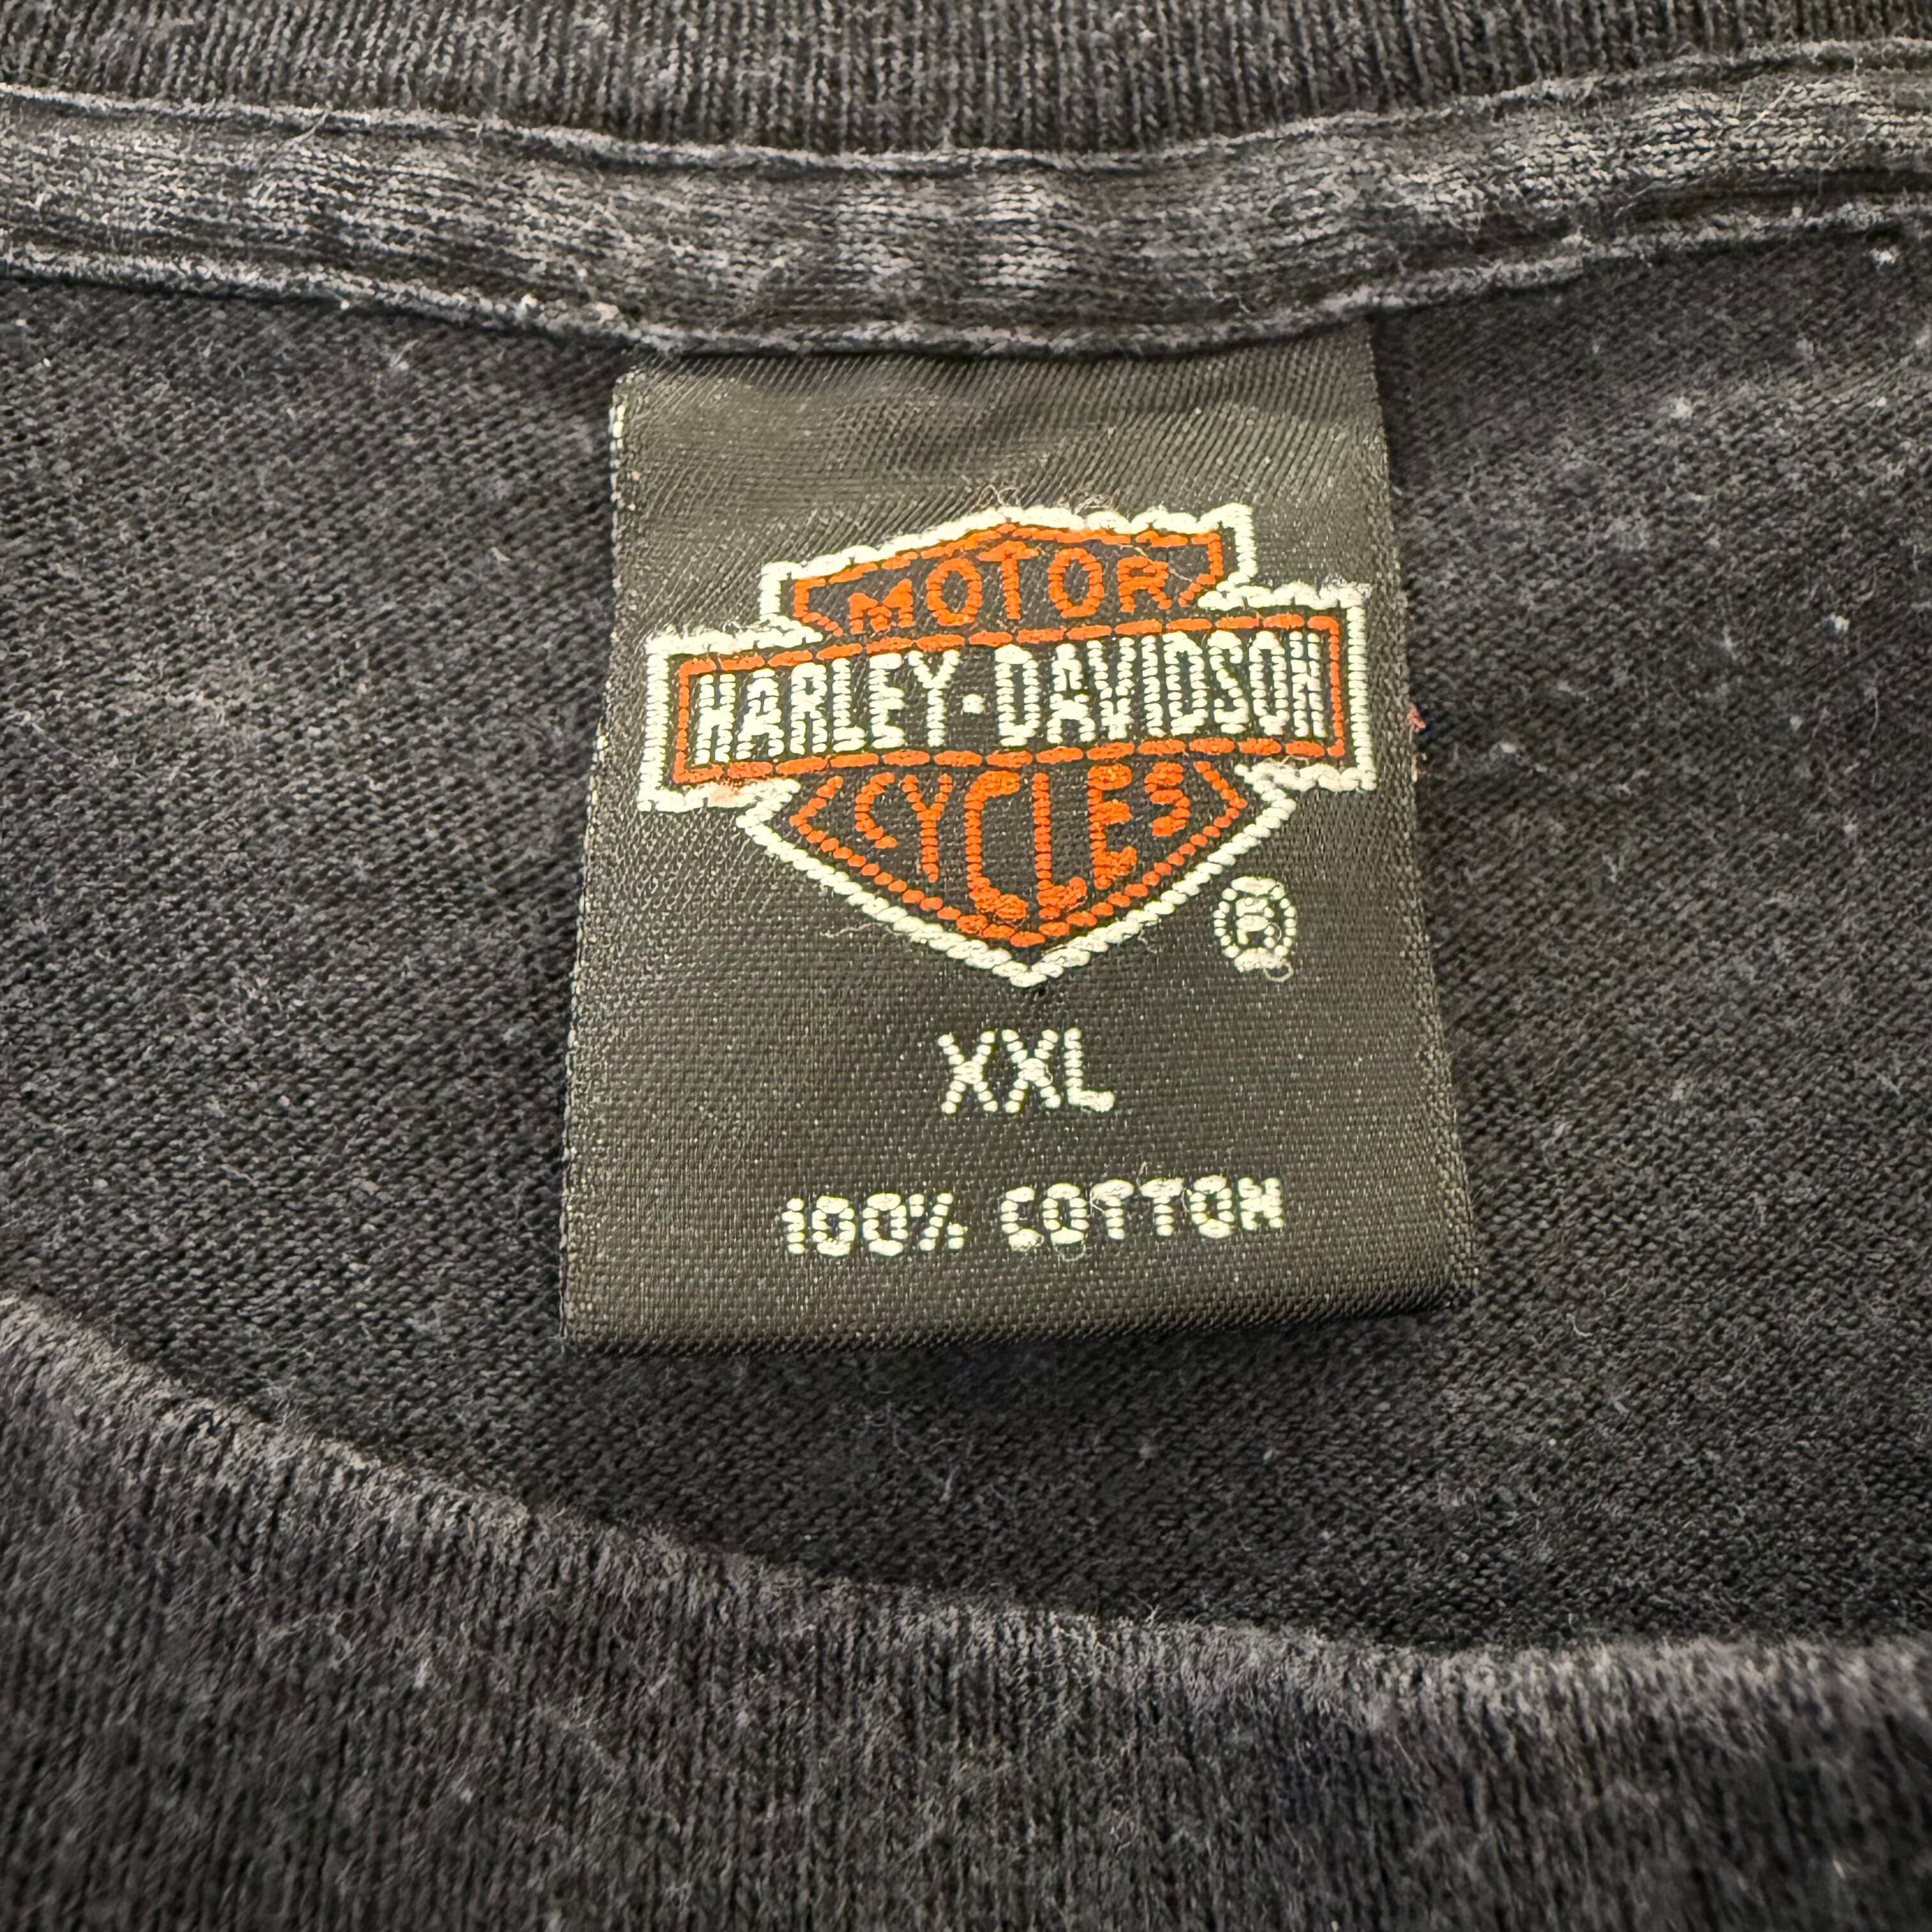 MOTOR
HARLEY-DAVIDSON
CYCLES
®
XXL
100% COTTON